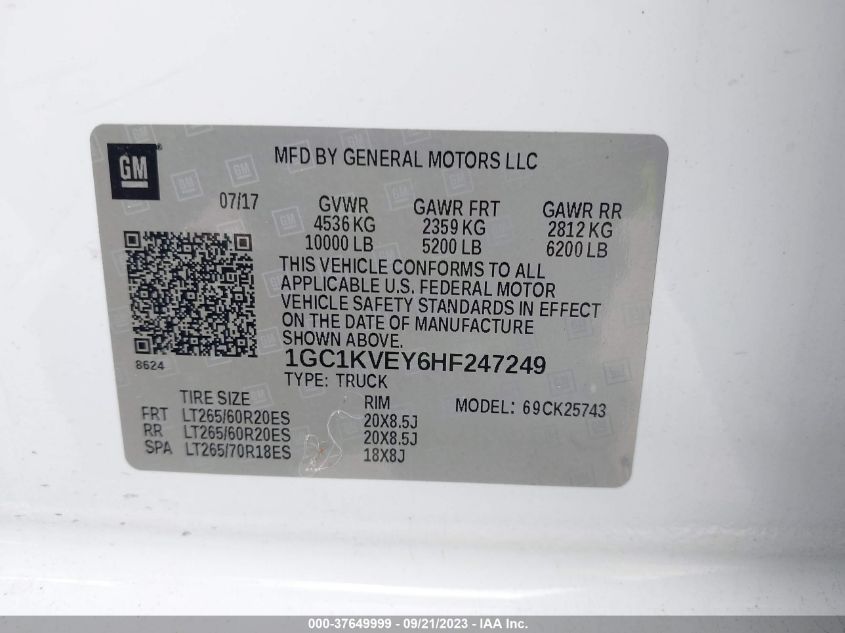 GM
MFD BY GENERAL MOTORS LLC
07/17
GVWR GAWR FRT GAWR RR
4536 KG 2359 KG 2812 KG
10000 LB 5200 LB 6200 LB
THIS VEHICLE CONFORMS TO ALL
APPLICABLE U.S. FEDERAL MOTOR
VEHICLE SAFETY STANDARDS IN EFFECT
ON THE DATE OF MANUFACTURE
SHOWN ABOVE.
8624
1GC1KVEY6HF247249
TYPE: TRUCK
TIRE SIZE RIM MODEL: 69CK25743
FRT LT265/60R20ES 20X8.5J
RR LT265/60R20ES 20X8.5J
SPA LT265/70R18ES 18X8J
000-37649999 - 09/21/2023 - IAA Inc.